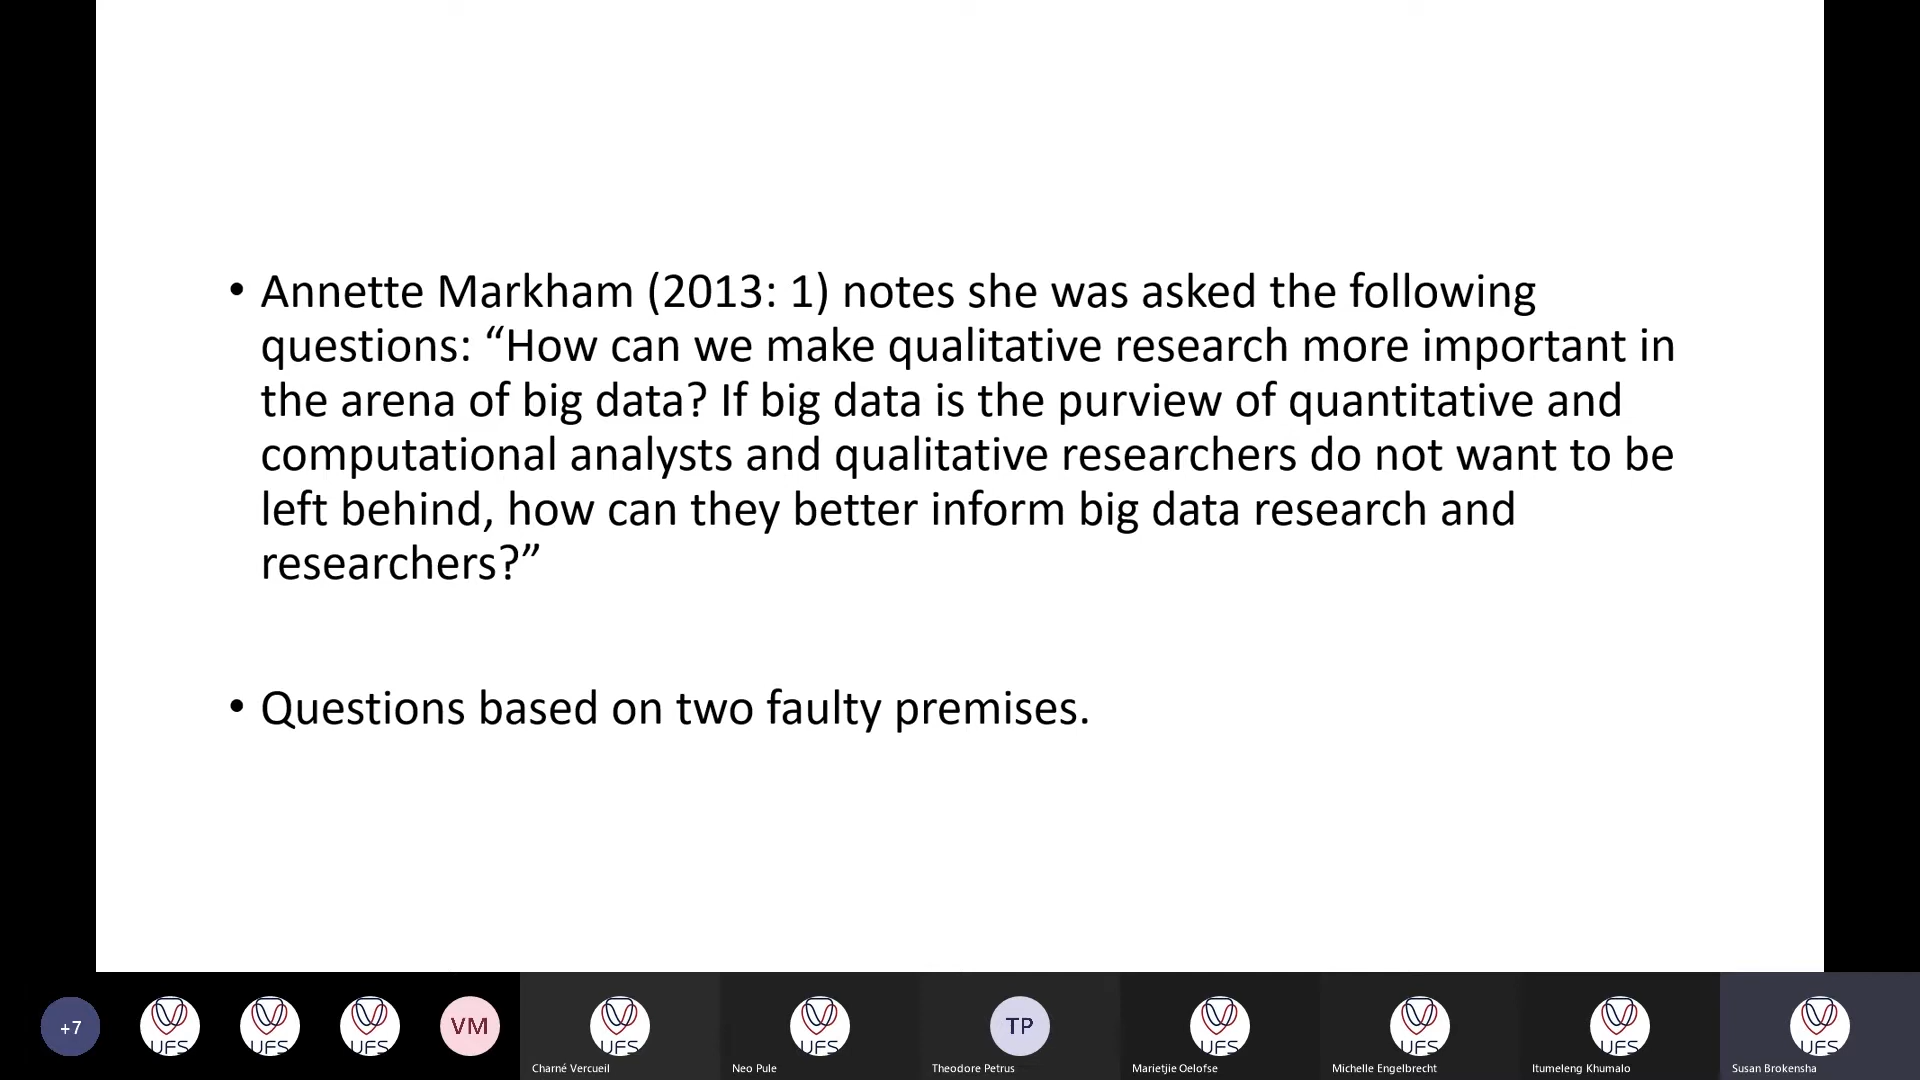 • Annette Markham (2013: 1) notes she was asked the following
questions: “How can we make qualitative research more important in
the arena of big data? If big data is the purview of quantitative and
computational analysts and qualitative researchers do not want to be
left behind, how can they better inform big data research and
researchers?”
• Questions based on two faulty premises.
+7
UFS
UFS
UFS
VM
UFS
UFS
TP
UFS
UFS
UFS
UFS
Charné Vercueil
Neo Pule
Theodore Petrus
Marietjie Oelofse
Michelle Engelbrecht
Itumeleng Khumalo
Susan Brokensha